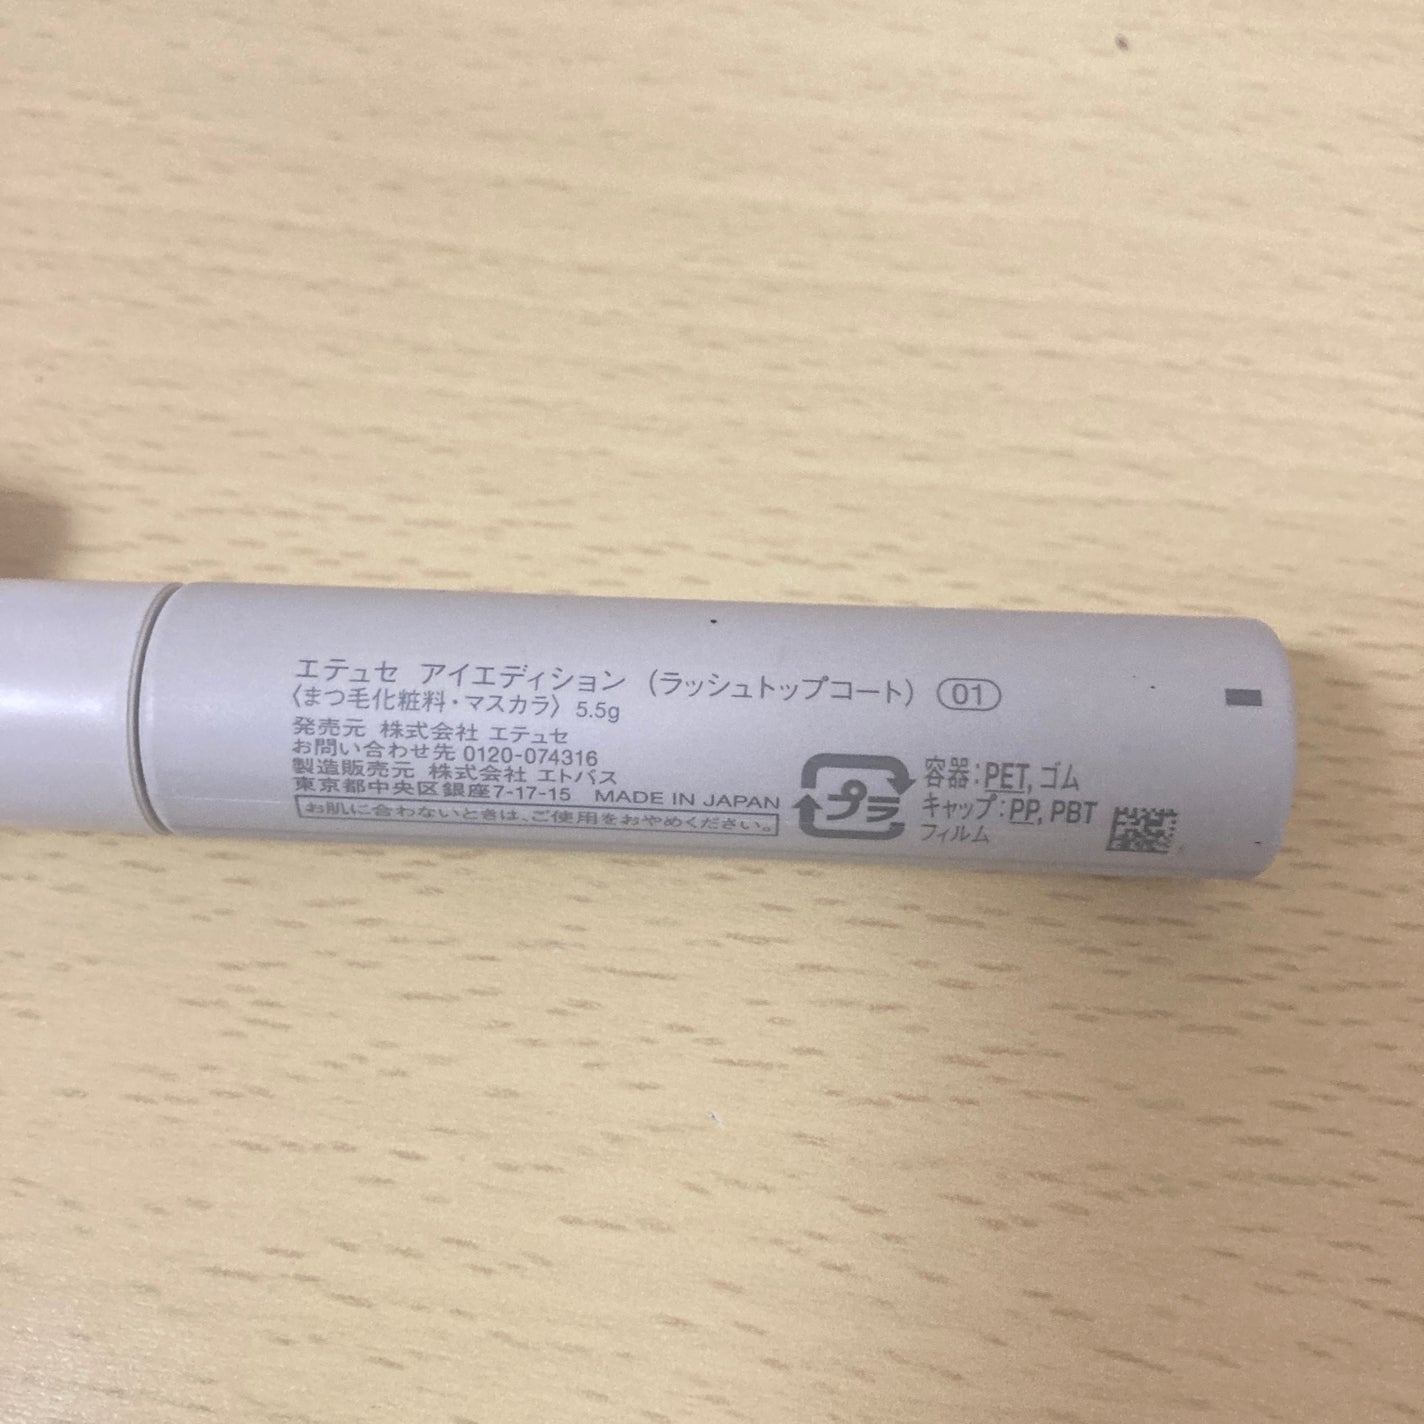 エテュセ アイエディション （ラッシュトップコート） 01
〈まつ毛化粧料・マスカラ〉 5.5g
発売元 株式会社 エテュセ
お問い合わせ先 0120-074316
製造販売元 株式会社 エトバス
東京都中央区銀座7-17-15 MADE IN JAPAN
お肌に合わないときは、ご使用をおやめください。
プラ
容器：PET, ゴム
キャップ：PP, PBT
フィルム